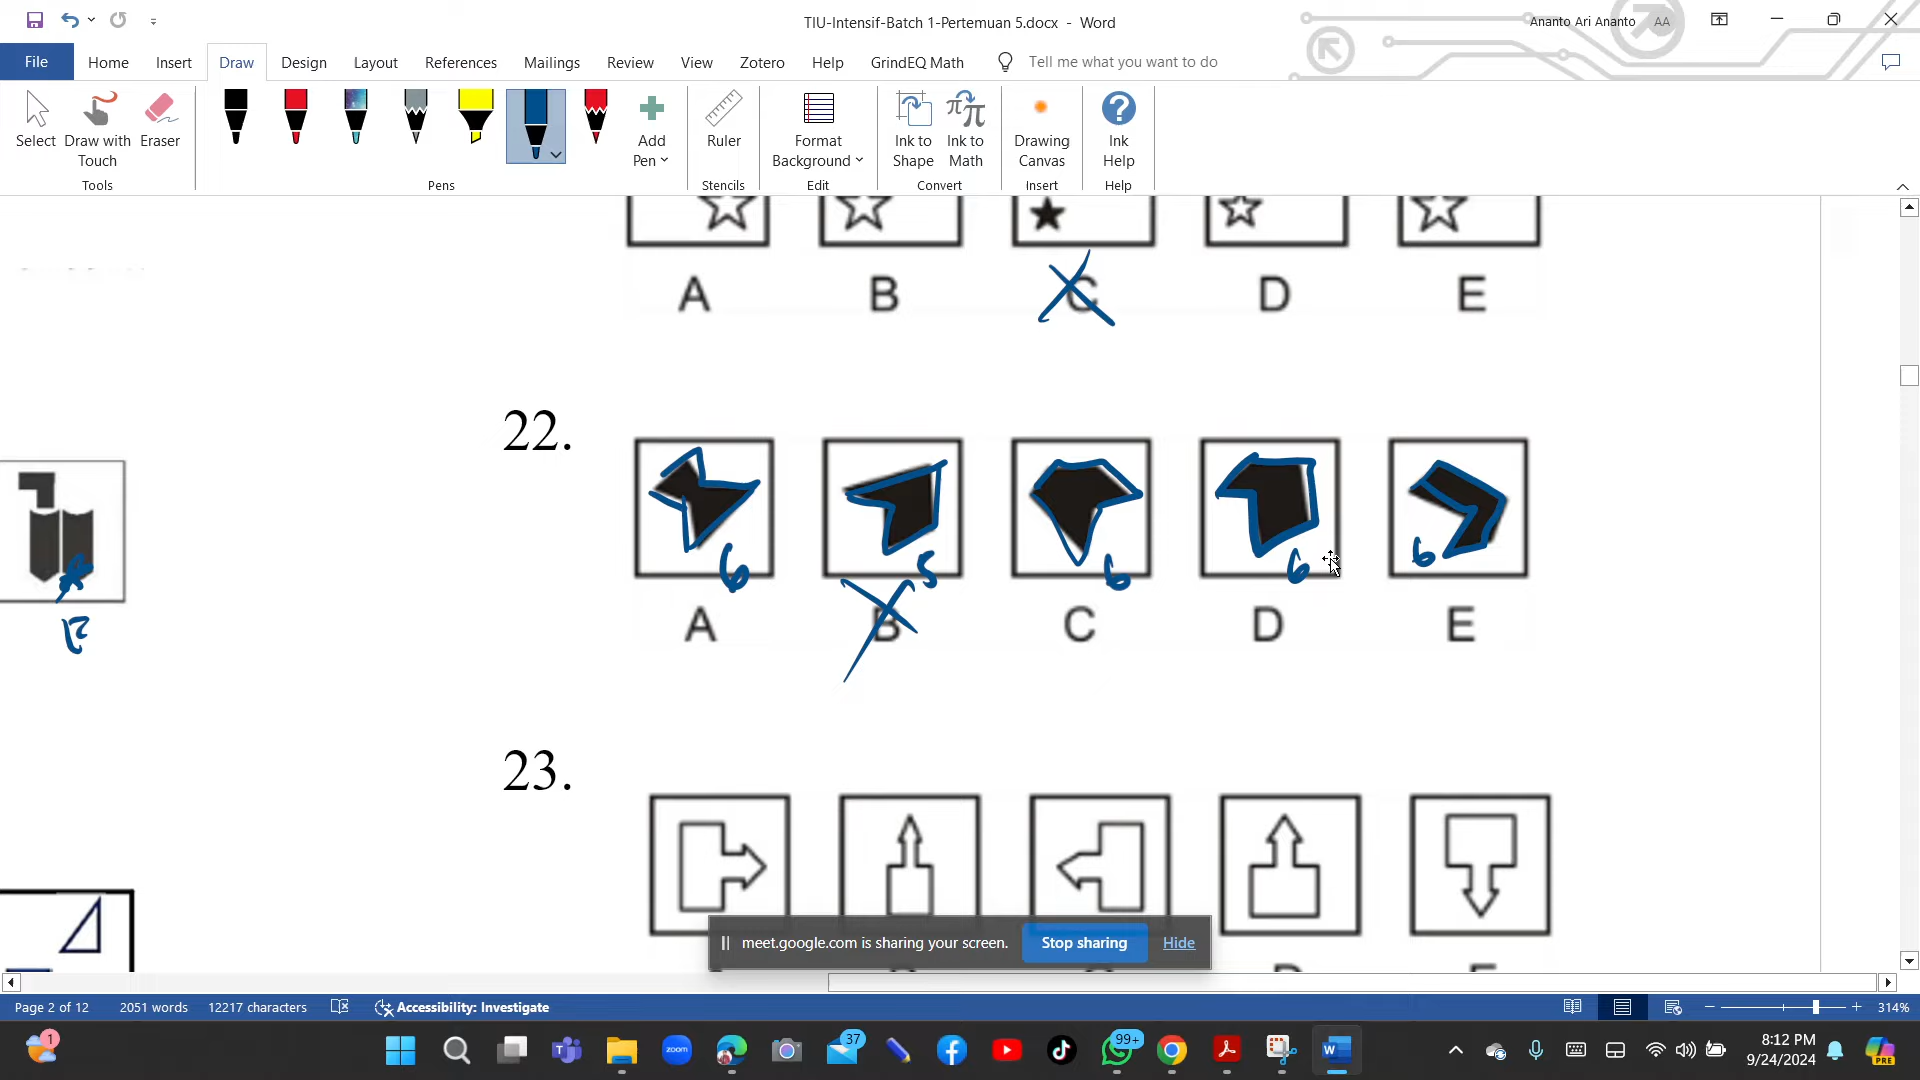 TIU-Intensif-Batch 1-Pertemuan 5.docx - Word
Ananto Ari Ananto
AA
File Home Insert Draw Design Layout References Mailings Review View Zotero Help GrindEQ Math Tell me what you want to do
Select
Draw with Touch
Eraser
Add Pen
Ruler
Format Background
Ink to Shape
Ink to Math
Drawing Canvas
Ink Help
Tools Pens Stencils Edit Convert Insert Help
A B C D E
22.
6 5 6 6 6
A B C D E
23.
meet.google.com is sharing your screen. Stop sharing Hide
Page 2 of 12 2051 words 12217 characters Accessibility: Investigate 314%
1
zoom
37
99+
8:12 PM
9/24/2024
PRE